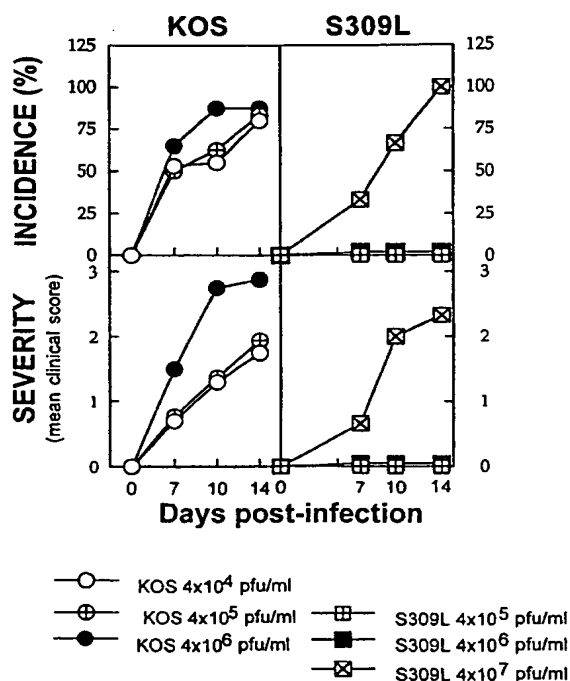 KOS S309L
125 125
100 100
75 75
50 50
25 25
0 0
INCIDENCE (%)
3 3
2 2
1 1
0 0
SEVERITY
(mean clinical score)
0 7 10 14 0 7 10 14
Days post-infection
KOS 4x10⁴ pfu/ml
KOS 4x10⁵ pfu/ml S309L 4x10⁵ pfu/ml
KOS 4x10⁶ pfu/ml S309L 4x10⁶ pfu/ml
S309L 4x10⁷ pfu/ml